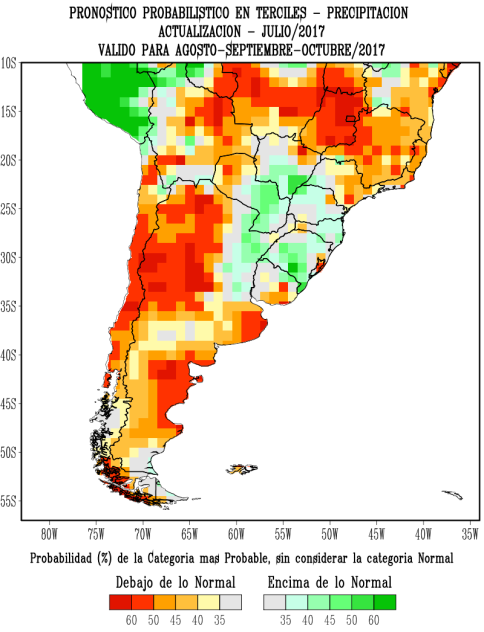 PRONOSTICO PROBABILISTICO EN TERCILES – PRECIPITACION
ACTUALIZACION – JULIO/2017
VALIDO PARA AGOSTO–SEPTIEMBRE–OCTUBRE/2017
10S
15S
20S
25S
30S
35S
40S
45S
50S
55S
80W 75W 70W 65W 60W 55W 50W 45W 40W 35W
Probabilidad (%) de la Categoria mas Probable, sin considerar la categoria Normal
Debajo de lo Normal Encima de lo Normal
60 50 45 40 35 35 40 45 50 60